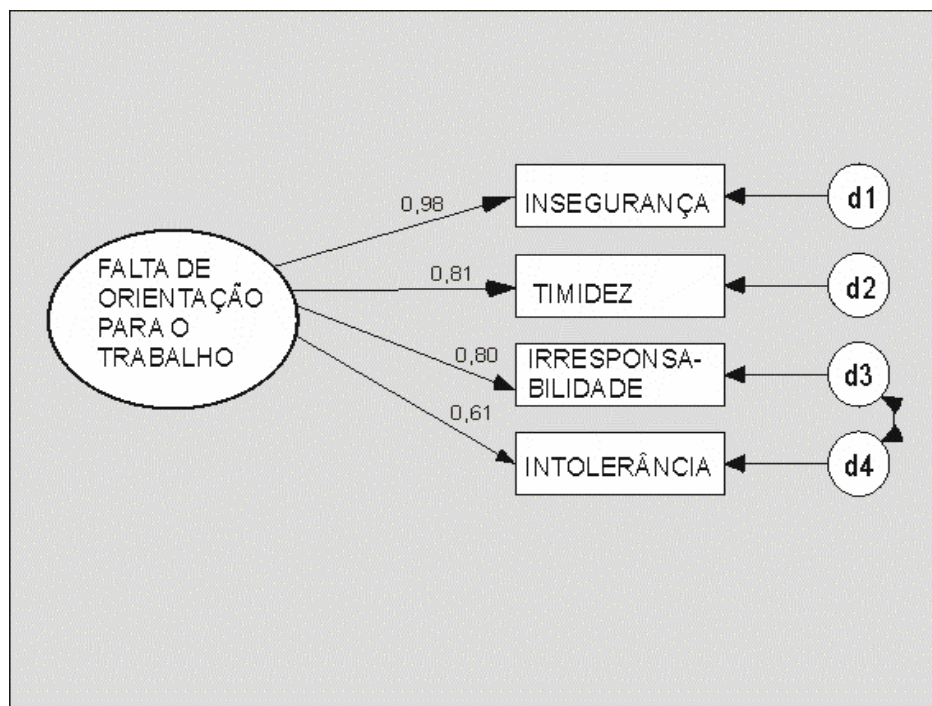 FALTA DE
ORIENTAÇÃO
PARA O
TRABALHO
0,98
0,81
0,80
0,61
INSEGURANÇA
TIMIDEZ
IRRESPONSA-
BILIDADE
INTOLERÂNCIA
d1
d2
d3
d4